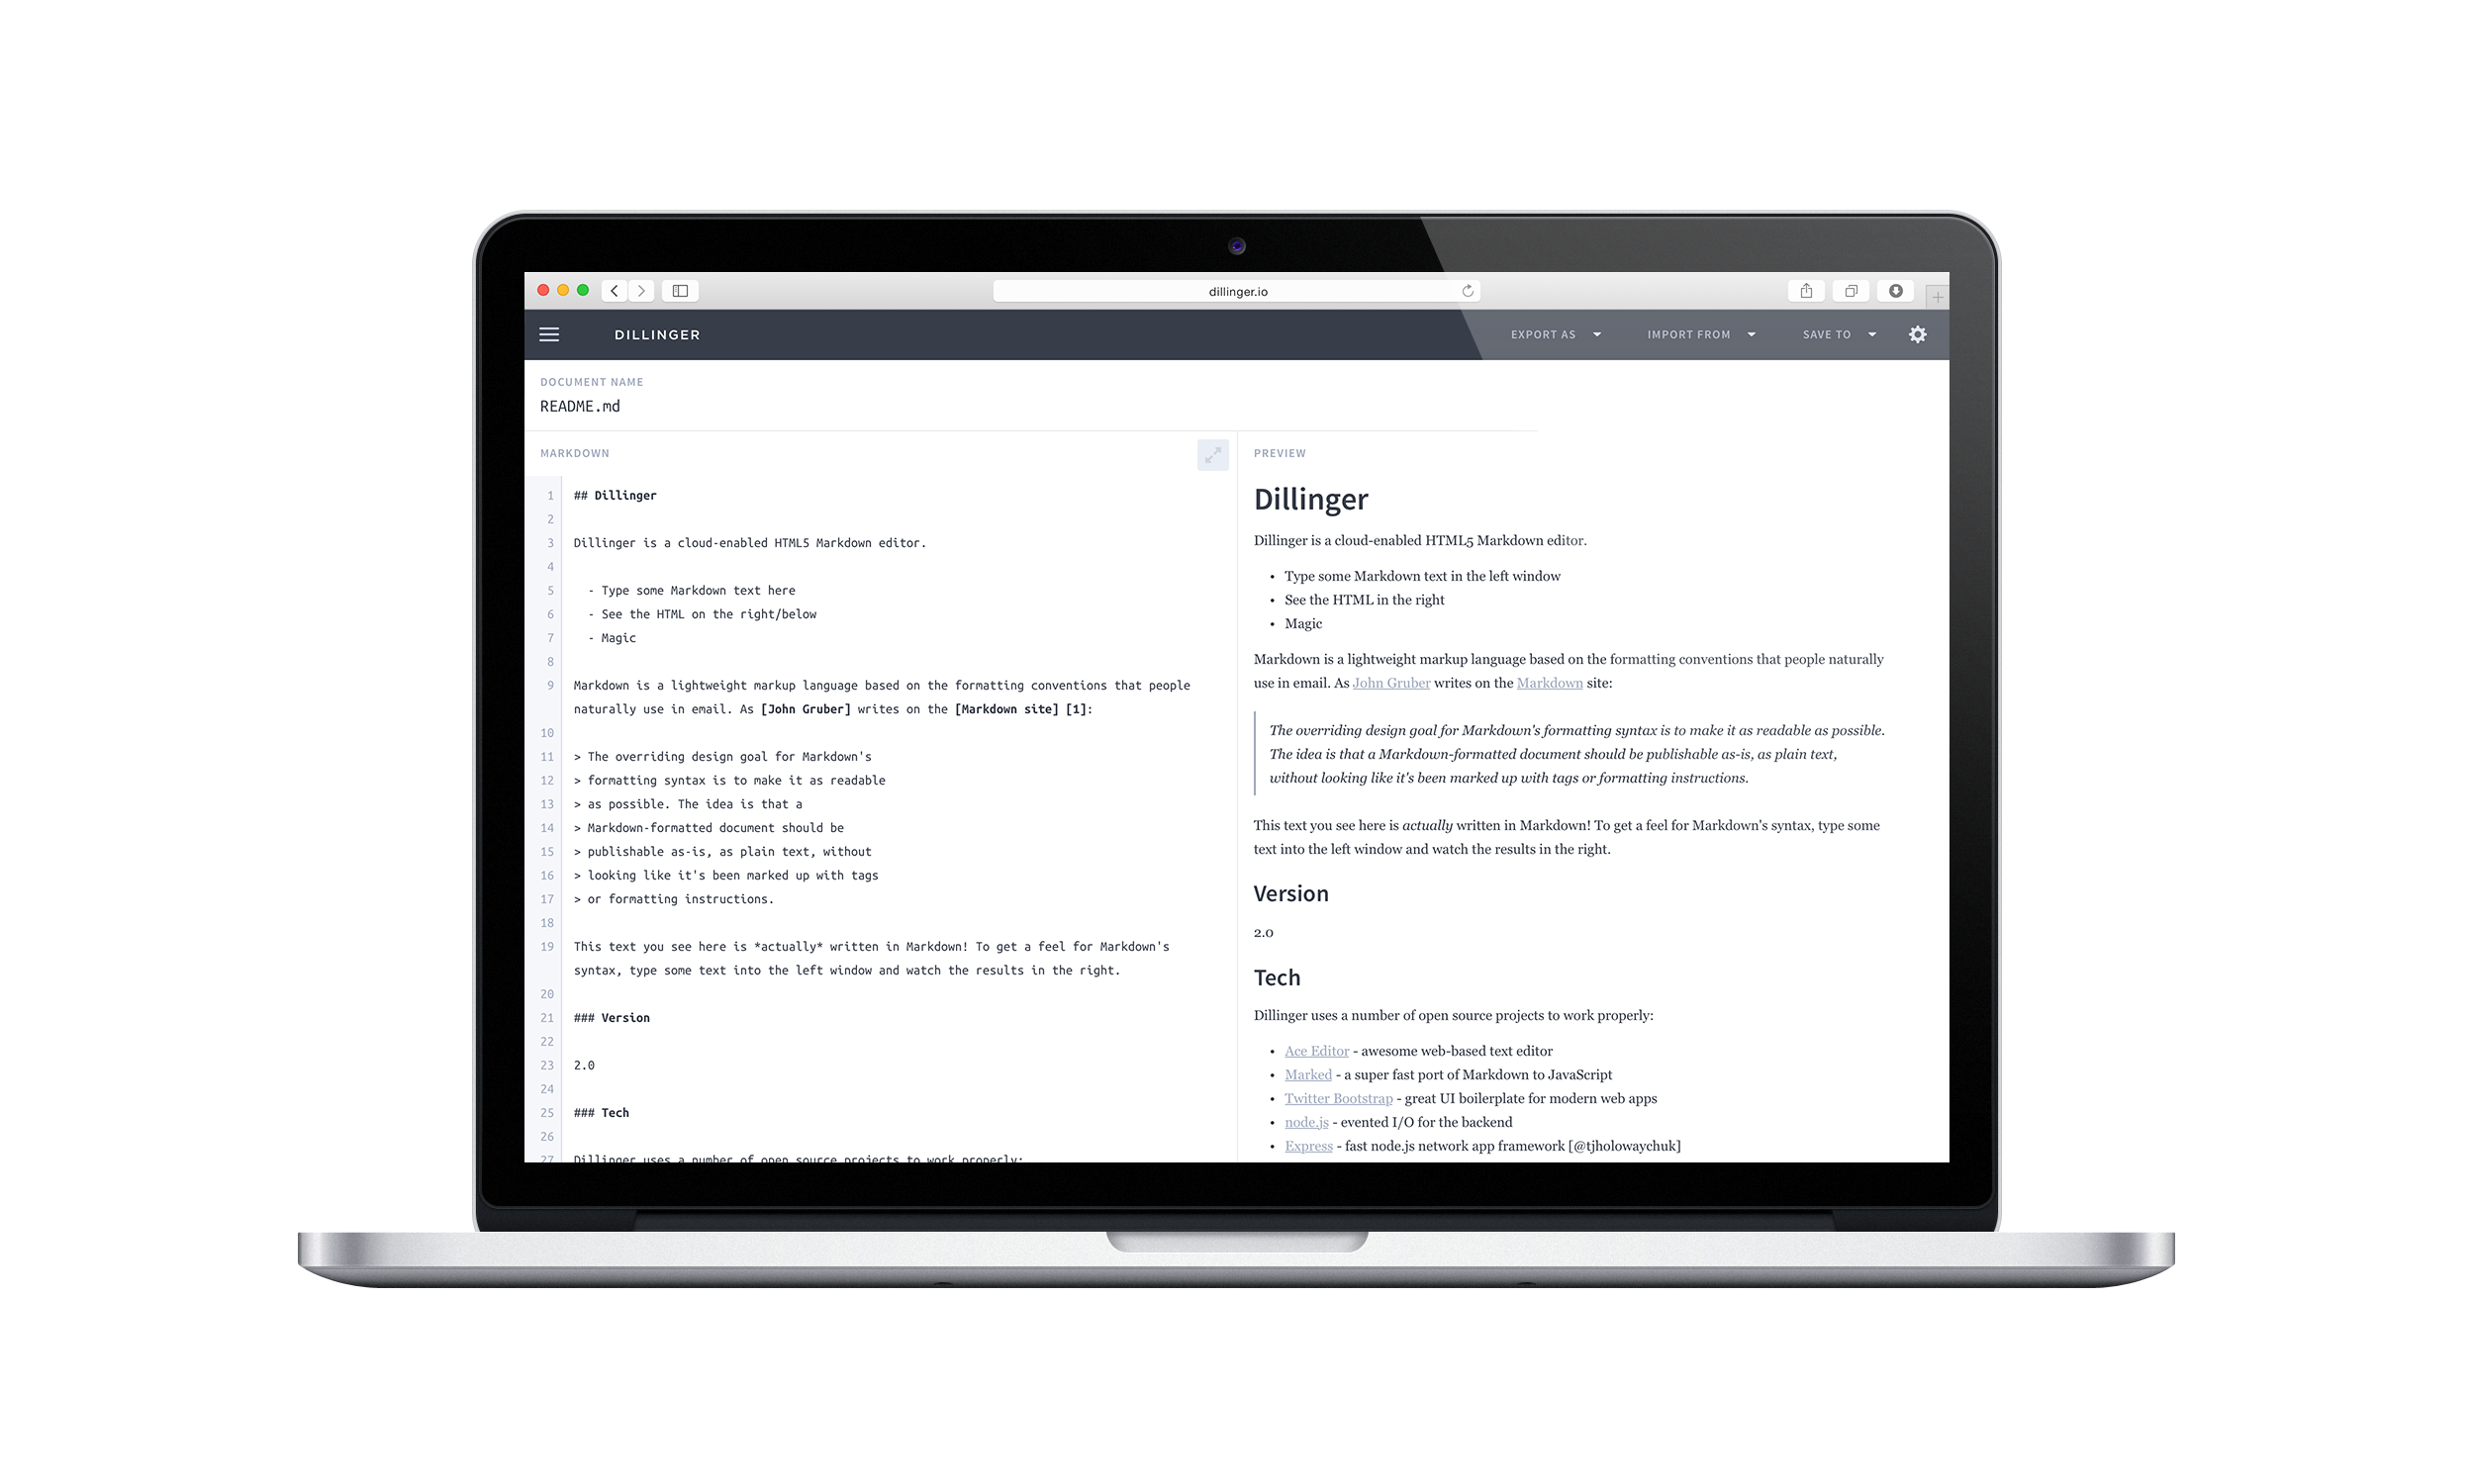 dillinger.io
DILLINGER
EXPORT AS
IMPORT FROM
SAVE TO
DOCUMENT NAME
README.md
MARKDOWN
1 ## Dillinger
2
3 Dillinger is a cloud-enabled HTML5 Markdown editor.
4
5 - Type some Markdown text here
6 - See the HTML on the right/below
7 - Magic
8
9 Markdown is a lightweight markup language based on the formatting conventions that people
naturally use in email. As [John Gruber] writes on the [Markdown site] [1]:
10
11 > The overriding design goal for Markdown's
12 > formatting syntax is to make it as readable
13 > as possible. The idea is that a
14 > Markdown-formatted document should be
15 > publishable as-is, as plain text, without
16 > looking like it's been marked up with tags
17 > or formatting instructions.
18
19 This text you see here is *actually* written in Markdown! To get a feel for Markdown's
syntax, type some text into the left window and watch the results in the right.
20
21 ### Version
22
23 2.0
24
25 ### Tech
26
27 Dillinger uses a number of open source projects to work properly:
PREVIEW
Dillinger
Dillinger is a cloud-enabled HTML5 Markdown editor.
• Type some Markdown text in the left window
• See the HTML in the right
• Magic
Markdown is a lightweight markup language based on the formatting conventions that people naturally
use in email. As John Gruber writes on the Markdown site:
The overriding design goal for Markdown's formatting syntax is to make it as readable as possible.
The idea is that a Markdown-formatted document should be publishable as-is, as plain text,
without looking like it's been marked up with tags or formatting instructions.
This text you see here is actually written in Markdown! To get a feel for Markdown's syntax, type some
text into the left window and watch the results in the right.
Version
2.0
Tech
Dillinger uses a number of open source projects to work properly:
• Ace Editor - awesome web-based text editor
• Marked - a super fast port of Markdown to JavaScript
• Twitter Bootstrap - great UI boilerplate for modern web apps
• node.js - evented I/O for the backend
• Express - fast node.js network app framework [@tjholowaychuk]